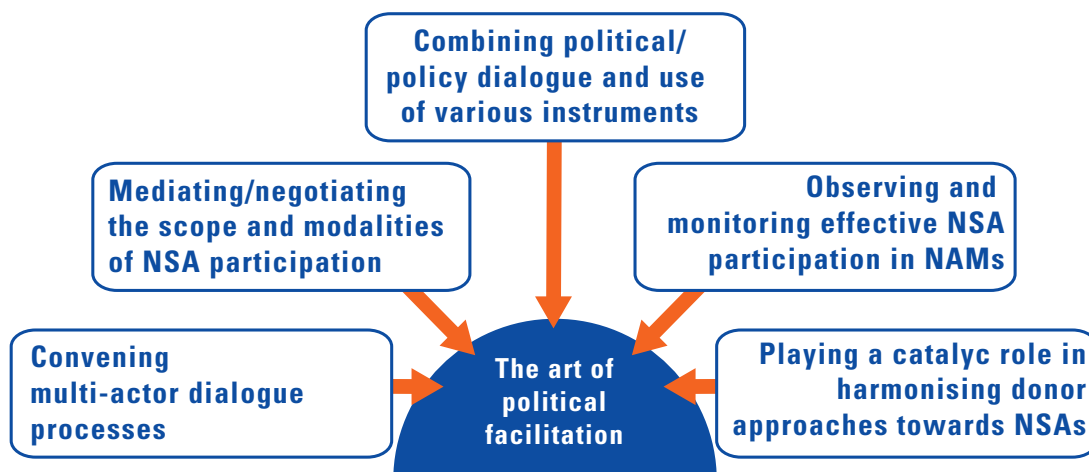 Combining political/
policy dialogue and use
of various instruments
Mediating/negotiating
the scope and modalities
of NSA participation
Observing and
monitoring effective NSA
participation in NAMs
Convening
multi-actor dialogue
processes
The art of
political
facilitation
Playing a catalyc role in
harmonising donor
approaches towards NSAs